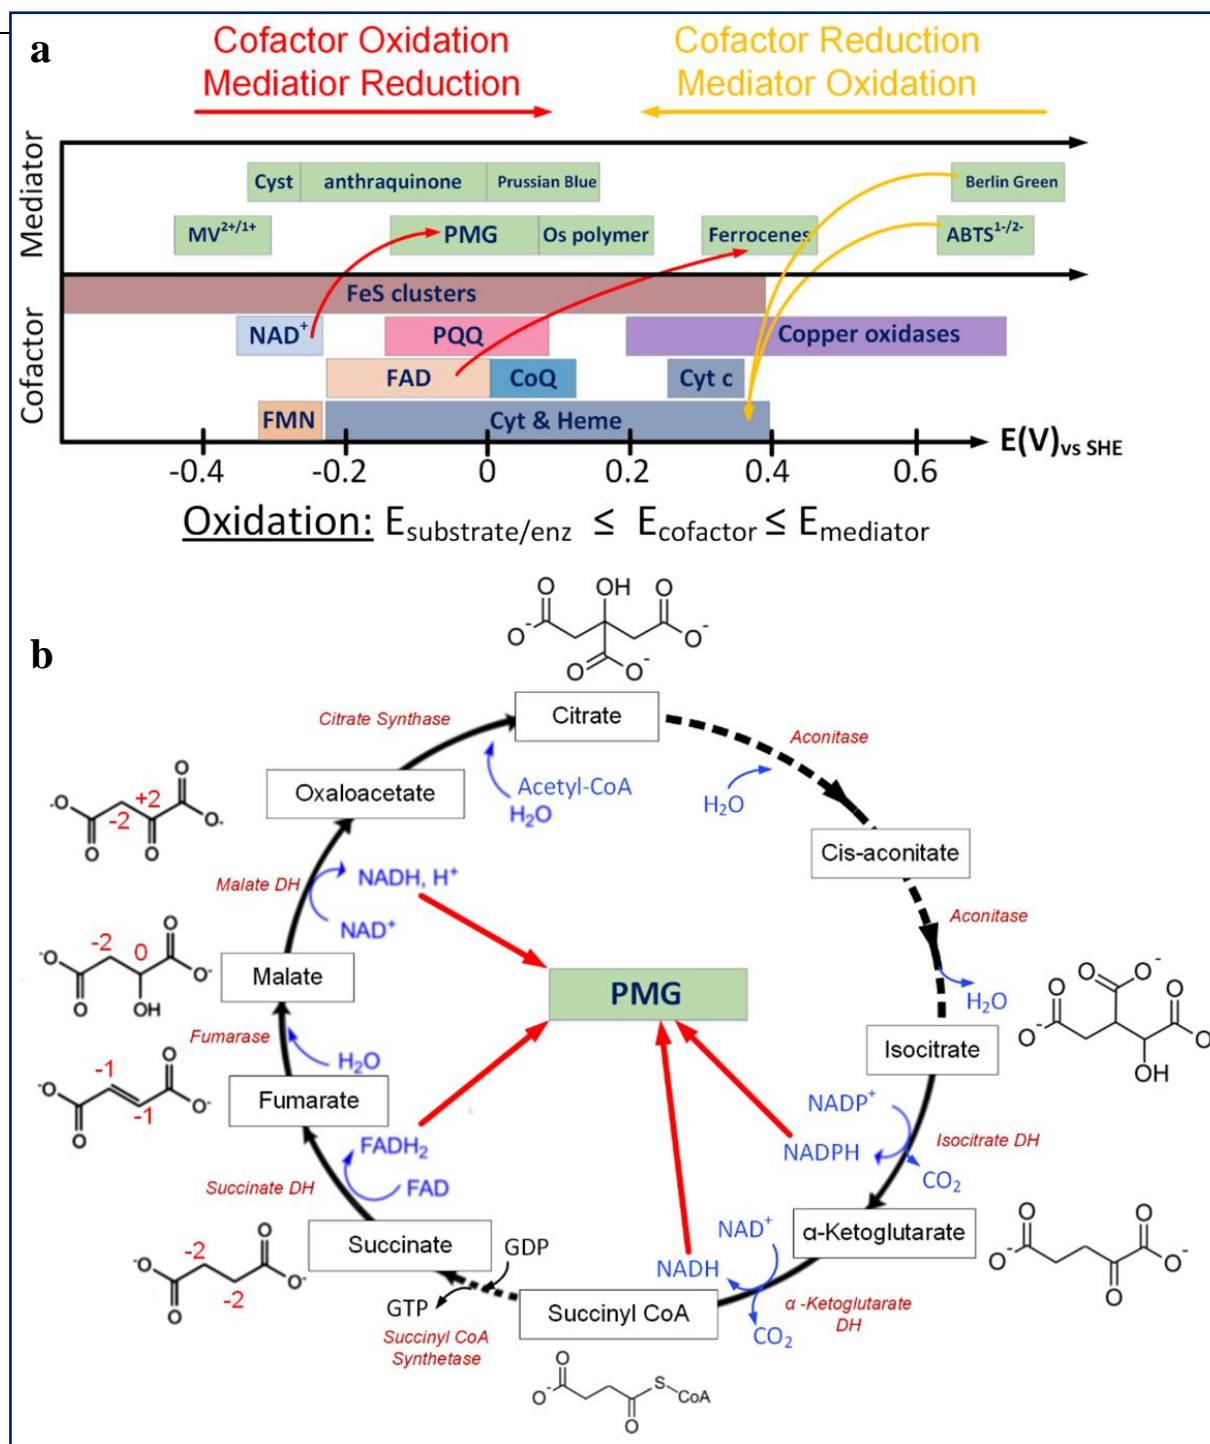 a
Cofactor Oxidation
Mediatior Reduction
Cofactor Reduction
Mediator Oxidation
Mediator
Cyst
anthraquinone
Prussian Blue
Berlin Green
MV2+/1+
PMG
Os polymer
Ferrocenes
ABTS1-/2-
Cofactor
FeS clusters
NAD+
PQQ
Copper oxidases
FAD
CoQ
Cyt c
FMN
Cyt & Heme
-0.4
-0.2
0
0.2
0.4
0.6
E(V)vs SHE
Oxidation: Esubstrate/enz ≤ Ecofactor ≤ Emediator
b
O
OH
O
O-
O-
O
O-
Citrate
Citrate Synthase
Aconitase
Oxaloacetate
Acetyl-CoA
H2O
H2O
-O
+2
-2
O
O-
O
O
Cis-aconitate
Malate DH
NADH, H+
NAD+
Aconitase
-2
0
O
-O
O-
O
OH
Malate
PMG
H2O
O-
O
O
O
O-
O
OH
Fumarase
H2O
Isocitrate
-1
O
-O
-1
O-
O
Fumarate
NADP+
Isocitrate DH
NADPH
CO2
FADH2
FAD
Succinate DH
-2
O
-O
-2
O-
O
Succinate
GDP
GTP
Succinyl CoA
Synthetase
NAD+
NADH
α-Ketoglutarate
O
O
O-
O-
O
Succinyl CoA
α -Ketoglutarate
DH
CO2
O
O-
S
CoA
O